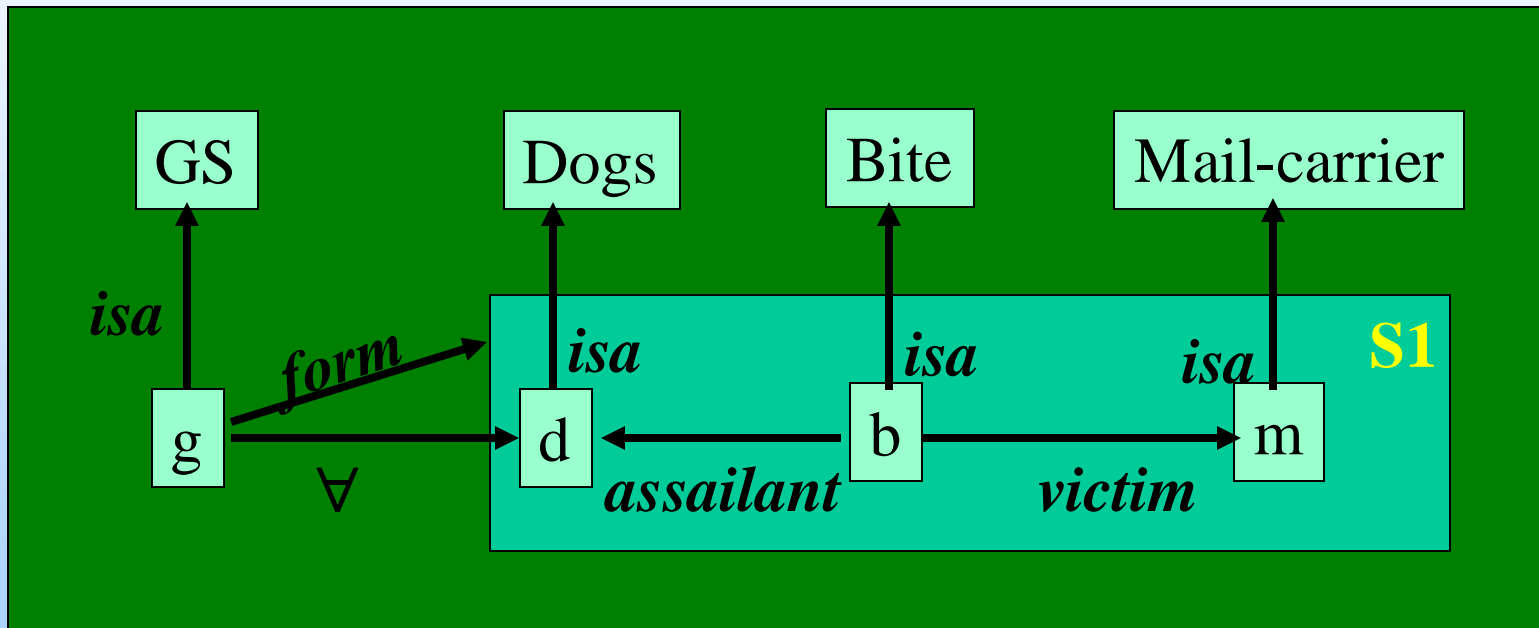 GS
Dogs
Bite
Mail-carrier
isa
form
isa
isa
isa
S1
g
d
b
m
∀
assailant
victim